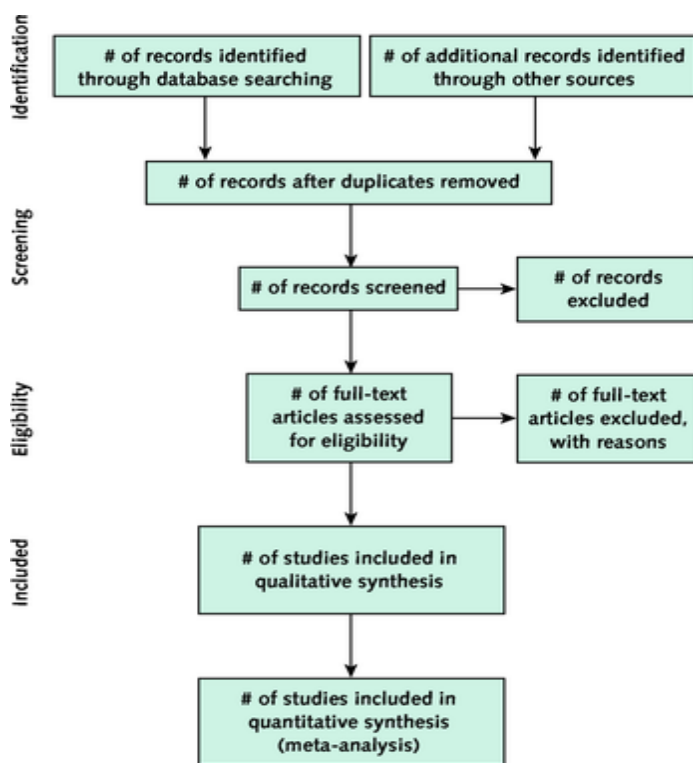 Identification
# of records identified
through database searching
# of additional records identified
through other sources
# of records after duplicates removed
Screening
# of records screened
# of records
excluded
Eligibility
# of full-text
articles assessed
for eligibility
# of full-text
articles excluded,
with reasons
Included
# of studies included in
qualitative synthesis
# of studies included in
quantitative synthesis
(meta-analysis)